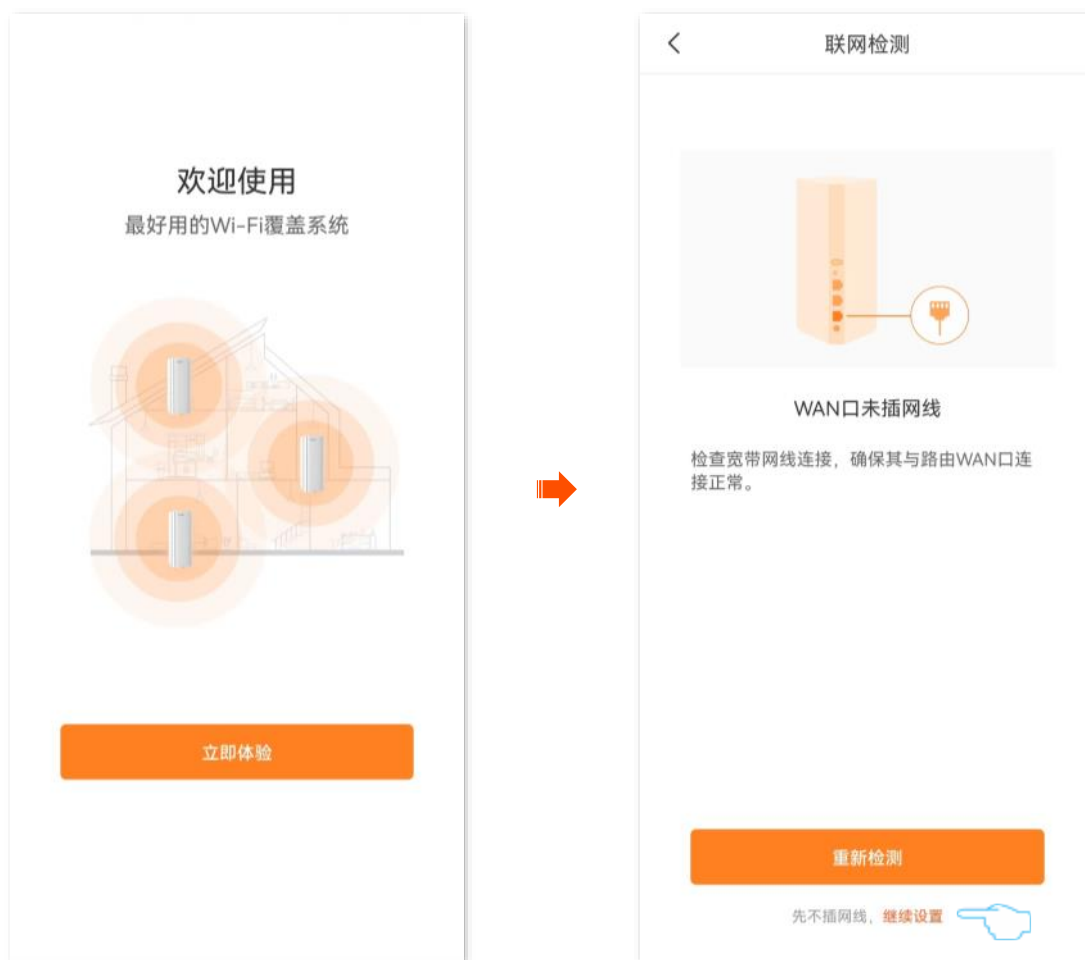 欢迎使用
最好用的Wi-Fi覆盖系统
立即体验
联网检测
WAN口未插网线
检查宽带网线连接，确保其与路由WAN口连
接正常。
重新检测
先不插网线，继续设置